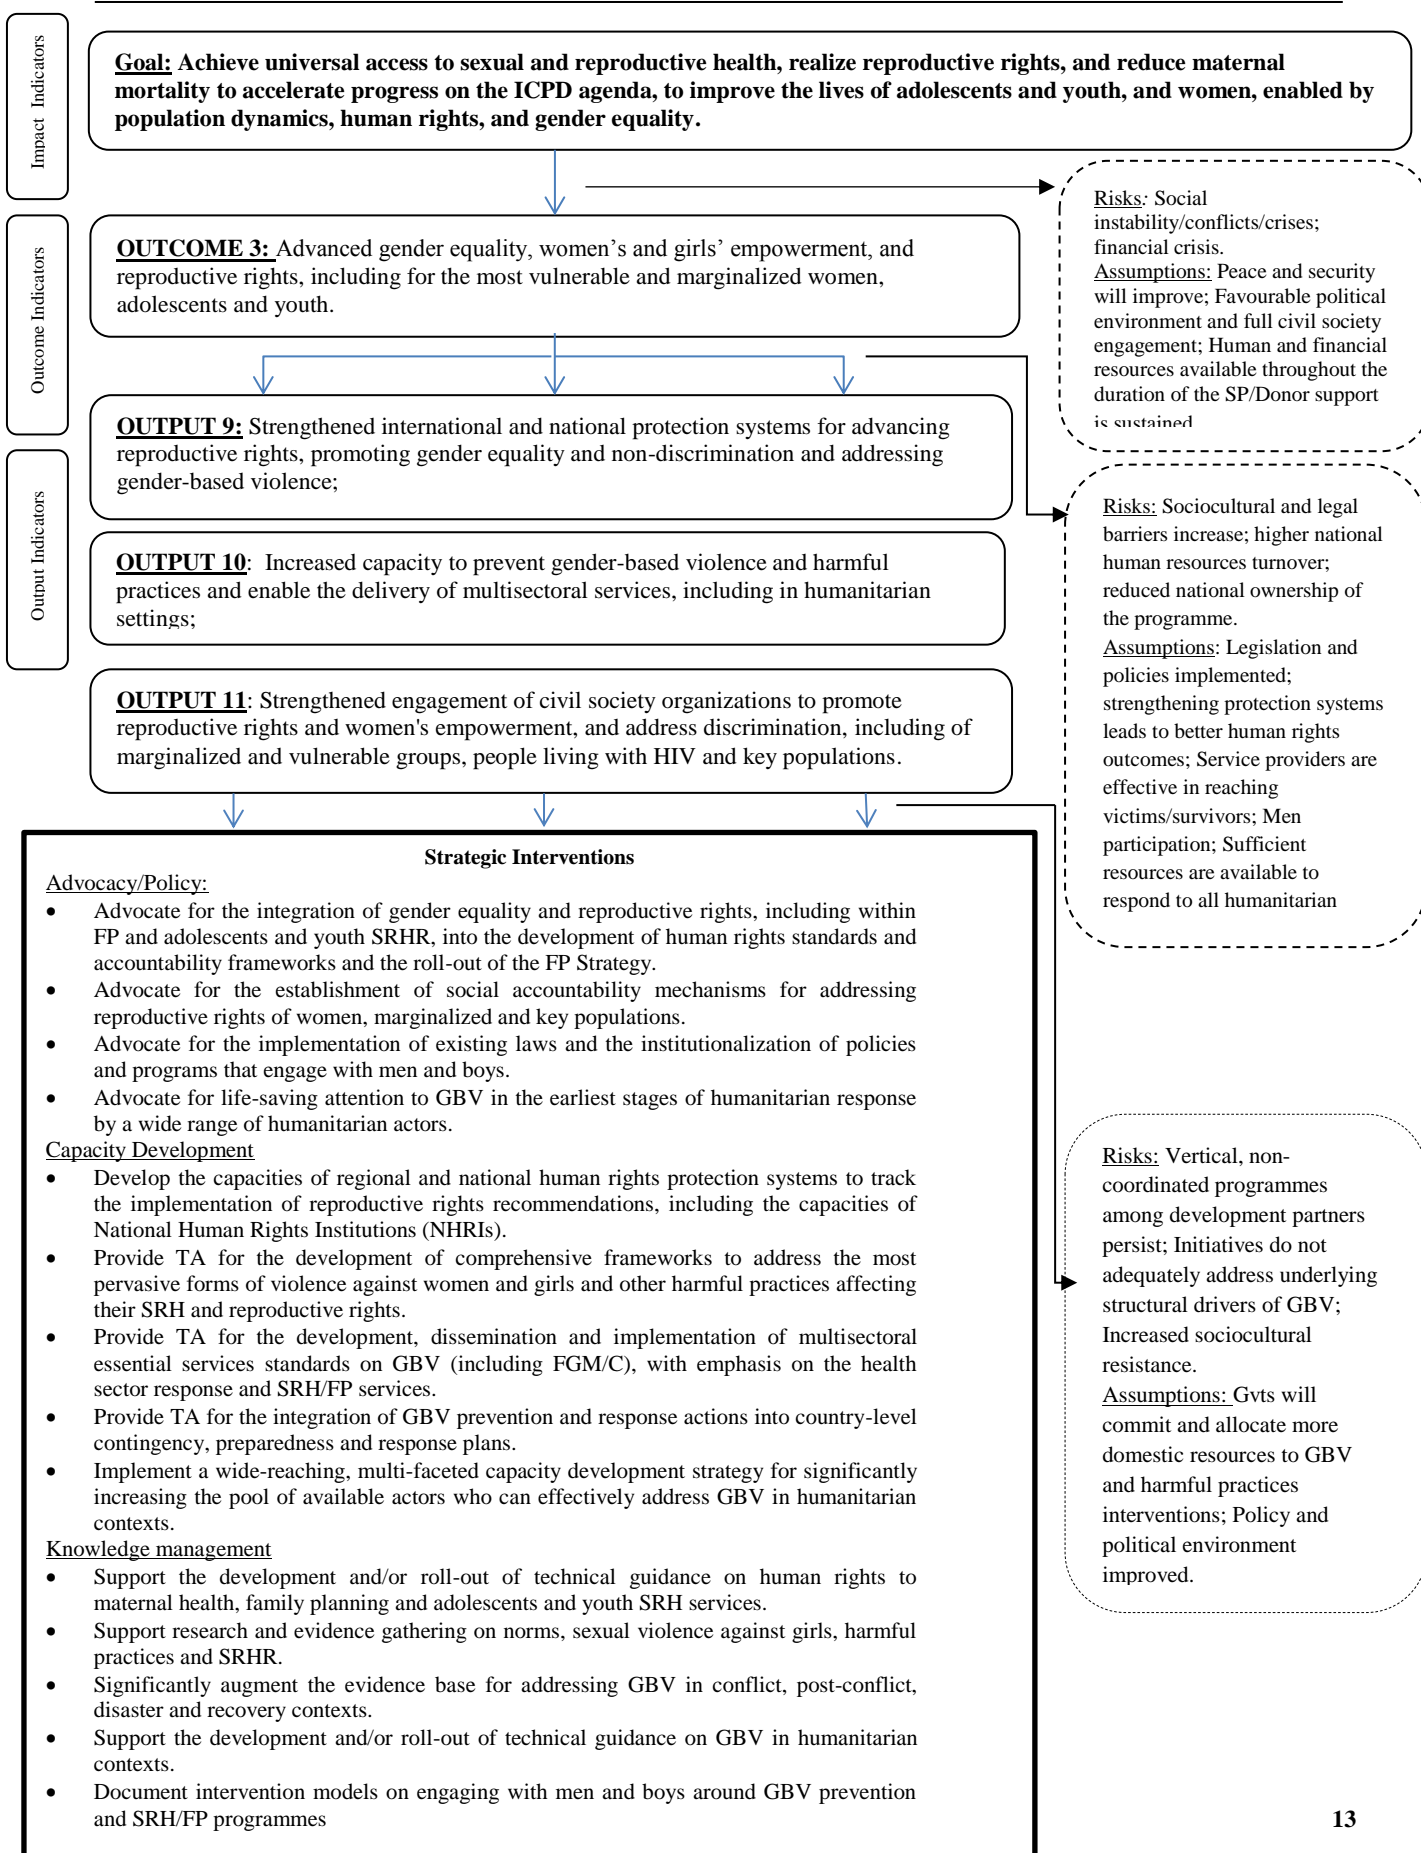 Impact Indicators
Goal: Achieve universal access to sexual and reproductive health, realize reproductive rights, and reduce maternal
mortality to accelerate progress on the ICPD agenda, to improve the lives of adolescents and youth, and women, enabled by
population dynamics, human rights, and gender equality.
Risks: Social
instability/conflicts/crises;
financial crisis.
Assumptions: Peace and security
will improve; Favourable political
environment and full civil society
engagement; Human and financial
resources available throughout the
duration of the SP/Donor support
is sustained
Outcome Indicators
OUTCOME 3: Advanced gender equality, women’s and girls’ empowerment, and
reproductive rights, including for the most vulnerable and marginalized women,
adolescents and youth.
Output Indicators
OUTPUT 9: Strengthened international and national protection systems for advancing
reproductive rights, promoting gender equality and non-discrimination and addressing
gender-based violence;
OUTPUT 10:  Increased capacity to prevent gender-based violence and harmful
practices and enable the delivery of multisectoral services, including in humanitarian
settings;
OUTPUT 11: Strengthened engagement of civil society organizations to promote
reproductive rights and women's empowerment, and address discrimination, including of
marginalized and vulnerable groups, people living with HIV and key populations.
Risks: Sociocultural and legal
barriers increase; higher national
human resources turnover;
reduced national ownership of
the programme.
Assumptions: Legislation and
policies implemented;
strengthening protection systems
leads to better human rights
outcomes; Service providers are
effective in reaching
victims/survivors; Men
participation; Sufficient
resources are available to
respond to all humanitarian
Strategic Interventions
Advocacy/Policy:
• Advocate for the integration of gender equality and reproductive rights, including within
FP and adolescents and youth SRHR, into the development of human rights standards and
accountability frameworks and the roll-out of the FP Strategy.
• Advocate for the establishment of social accountability mechanisms for addressing
reproductive rights of women, marginalized and key populations.
• Advocate for the implementation of existing laws and the institutionalization of policies
and programs that engage with men and boys.
• Advocate for life-saving attention to GBV in the earliest stages of humanitarian response
by a wide range of humanitarian actors.
Capacity Development
• Develop the capacities of regional and national human rights protection systems to track
the implementation of reproductive rights recommendations, including the capacities of
National Human Rights Institutions (NHRIs).
• Provide TA for the development of comprehensive frameworks to address the most
pervasive forms of violence against women and girls and other harmful practices affecting
their SRH and reproductive rights.
• Provide TA for the development, dissemination and implementation of multisectoral
essential services standards on GBV (including FGM/C), with emphasis on the health
sector response and SRH/FP services.
• Provide TA for the integration of GBV prevention and response actions into country-level
contingency, preparedness and response plans.
• Implement a wide-reaching, multi-faceted capacity development strategy for significantly
increasing the pool of available actors who can effectively address GBV in humanitarian
contexts.
Knowledge management
• Support the development and/or roll-out of technical guidance on human rights to
maternal health, family planning and adolescents and youth SRH services.
• Support research and evidence gathering on norms, sexual violence against girls, harmful
practices and SRHR.
• Significantly augment the evidence base for addressing GBV in conflict, post-conflict,
disaster and recovery contexts.
• Support the development and/or roll-out of technical guidance on GBV in humanitarian
contexts.
• Document intervention models on engaging with men and boys around GBV prevention
and SRH/FP programmes
Risks: Vertical, non-
coordinated programmes
among development partners
persist; Initiatives do not
adequately address underlying
structural drivers of GBV;
Increased sociocultural
resistance.
Assumptions: Gvts will
commit and allocate more
domestic resources to GBV
and harmful practices
interventions; Policy and
political environment
improved.
13